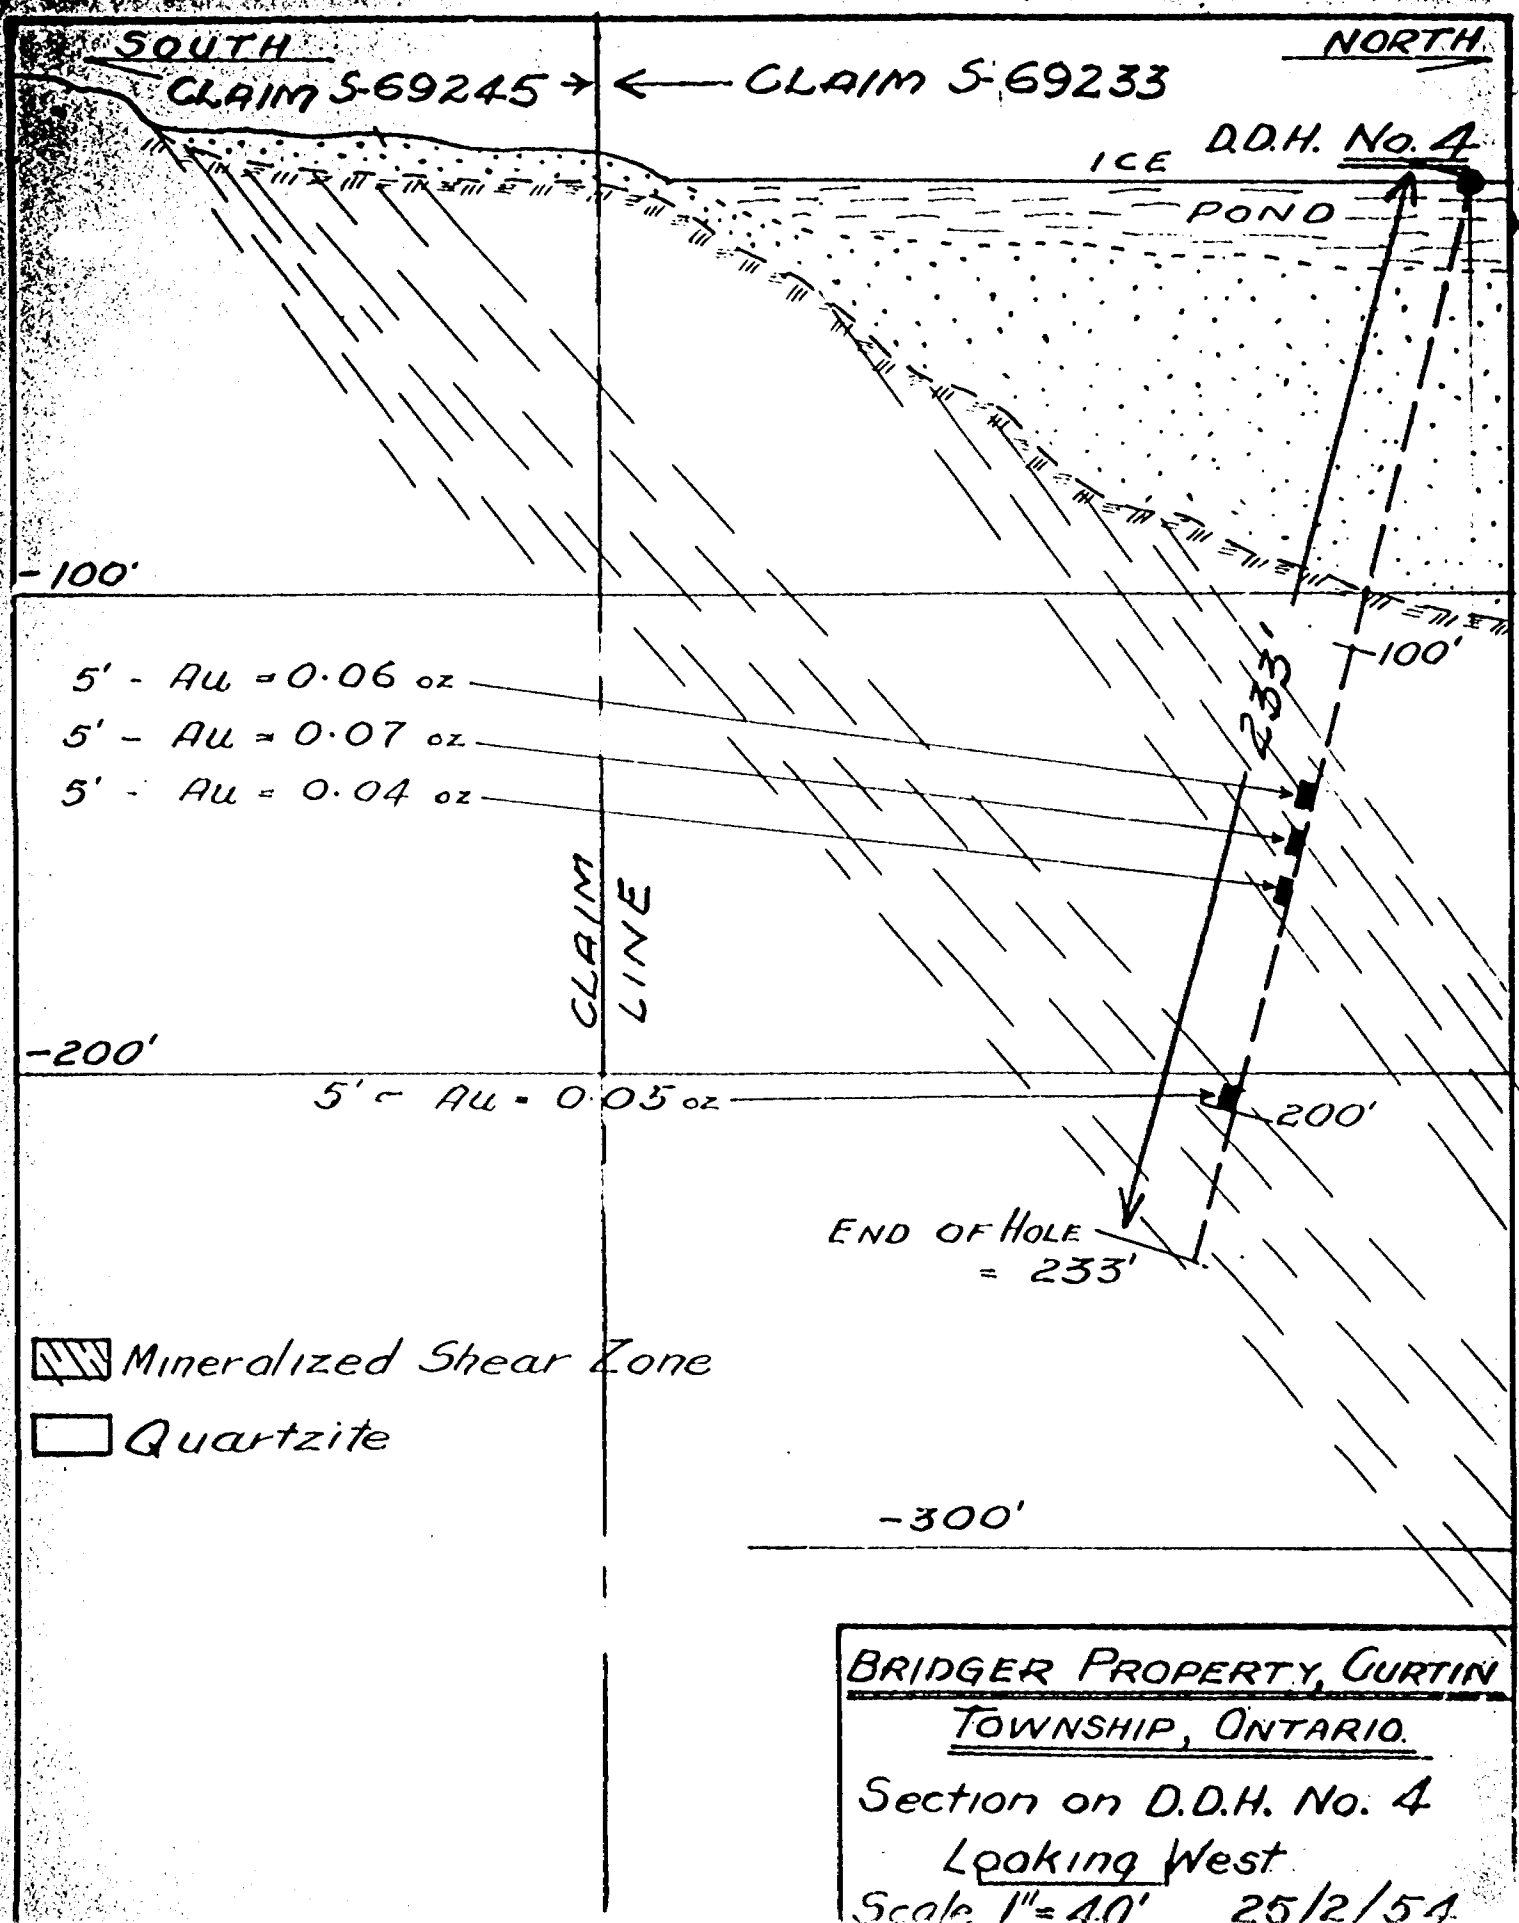 SOUTH
NORTH
CLAIM S-69245 → ← CLAIM S-69233
D.D.H. No. 4
ICE
POND
-100'
100'
5' - Au = 0.06 oz
5' - Au = 0.07 oz
5' - Au = 0.04 oz
233'
CLAIM
LINE
-200'
5' - Au = 0.05 oz
200'
END OF HOLE
= 233'
Mineralized Shear Zone
Quartzite
-300'
BRIDGER PROPERTY, CURTIN
TOWNSHIP, ONTARIO.
Section on D.D.H. No. 4
Looking West
Scale 1"=40' 25/2/54